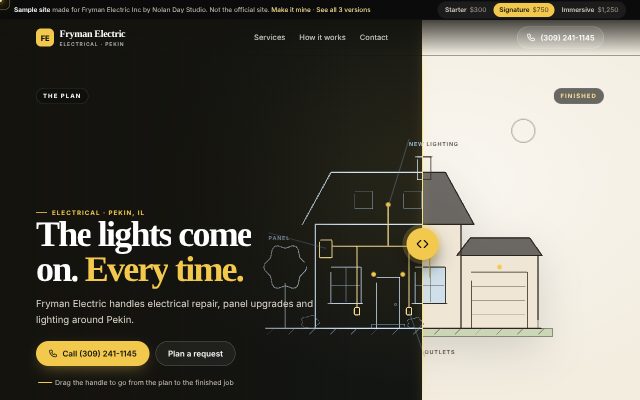 Sample site made for Fryman Electric Inc by Nolan Day Studio. Not the official site. Make it mine · See all 3 versions
Starter $300 Signature $750 Immersive $1,250
FE Fryman Electric
ELECTRICAL · PEKIN
Services How it works Contact
(309) 241-1145
THE PLAN
FINISHED
NEW LIGHTING
ELECTRICAL · PEKIN, IL
The lights come
on. Every time.
PANEL
Fryman Electric handles electrical repair, panel upgrades and
lighting around Pekin.
Call (309) 241-1145 Plan a request
OUTLETS
Drag the handle to go from the plan to the finished job